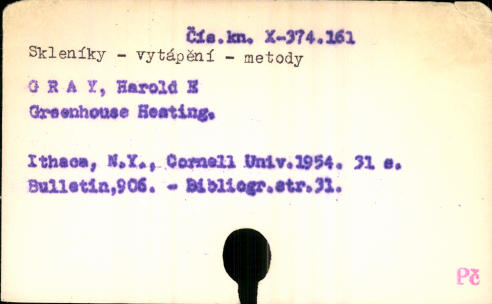 Čís.kn. X-374.161
Skleníky - vytápění - metody
G R A Y, Harold E
Greenhouse Heating.
Ithaca, N.Y., Cornell Univ.1954. 31 s.
Bulletin,906. - Bibliogr.str.31.
Pč